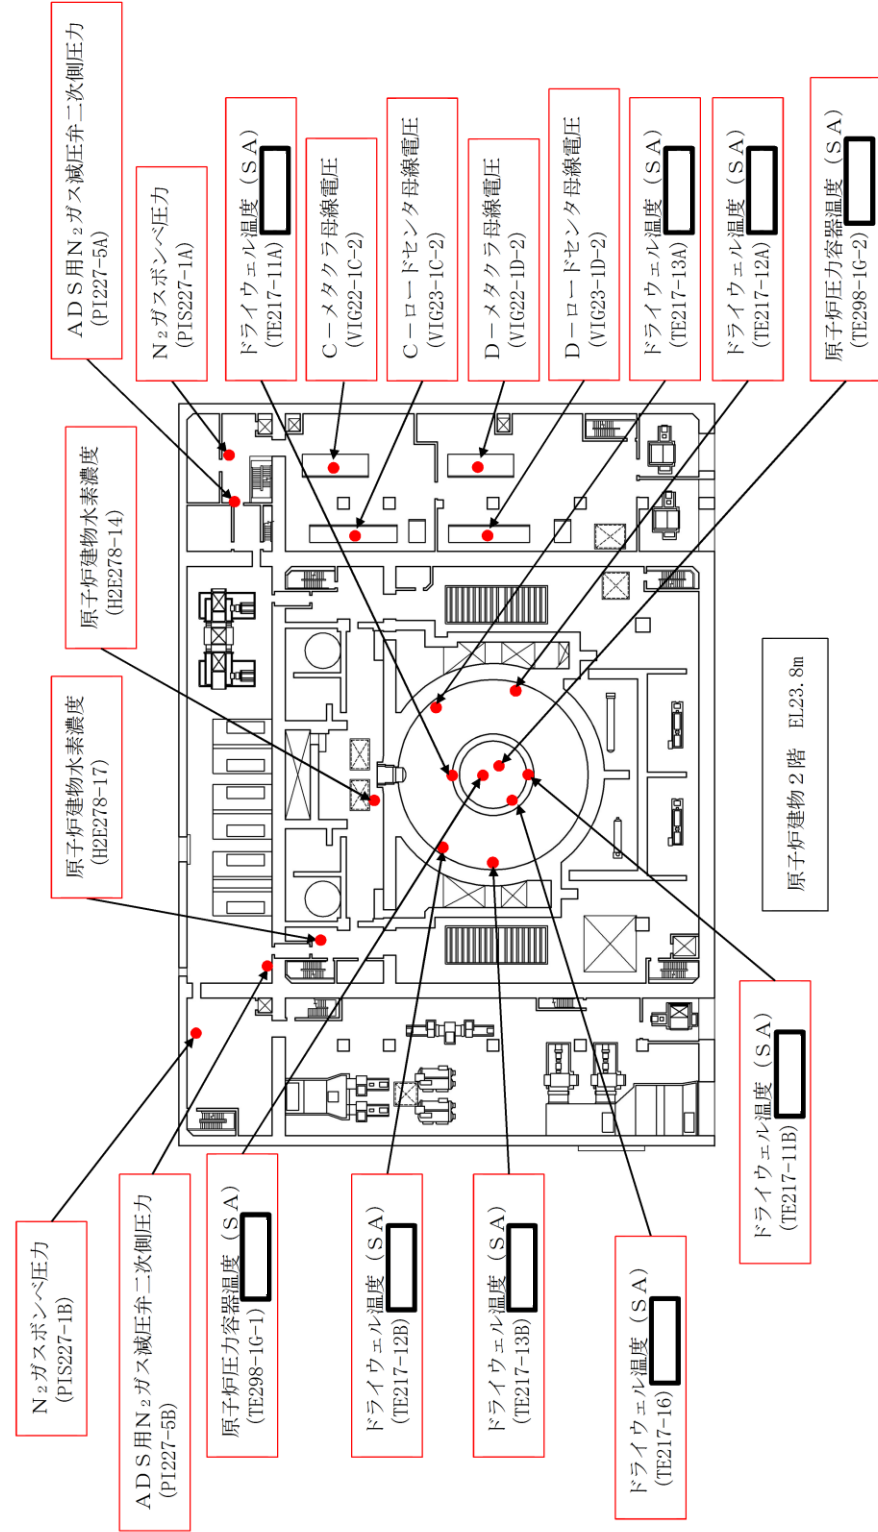 N₂ガスボンベ圧力
(PIS227-1B)
ADS用N₂ガス減圧弁二次側圧力
(PI227-5B)
原子炉圧力容器温度（SA）
(TE298-1G-1)
ドライウェル温度（SA）
(TE217-12B)
ドライウェル温度（SA）
(TE217-13B)
ドライウェル温度（SA）
(TE217-16)
ドライウェル温度（SA）
(TE217-11B)
原子炉建物水素濃度
(H2E278-17)
原子炉建物水素濃度
(H2E278-14)
原子炉建物2階　EL23.8m
ADS用N₂ガス減圧弁二次側圧力
(PI227-5A)
N₂ガスボンベ圧力
(PIS227-1A)
ドライウェル温度（SA）
(TE217-11A)
C－メタクラ母線電圧
(VIG22-1C-2)
C－ロードセンタ母線電圧
(VIG23-1C-2)
D－メタクラ母線電圧
(VIG22-1D-2)
D－ロードセンタ母線電圧
(VIG23-1D-2)
ドライウェル温度（SA）
(TE217-13A)
ドライウェル温度（SA）
(TE217-12A)
原子炉圧力容器温度（SA）
(TE298-1G-2)